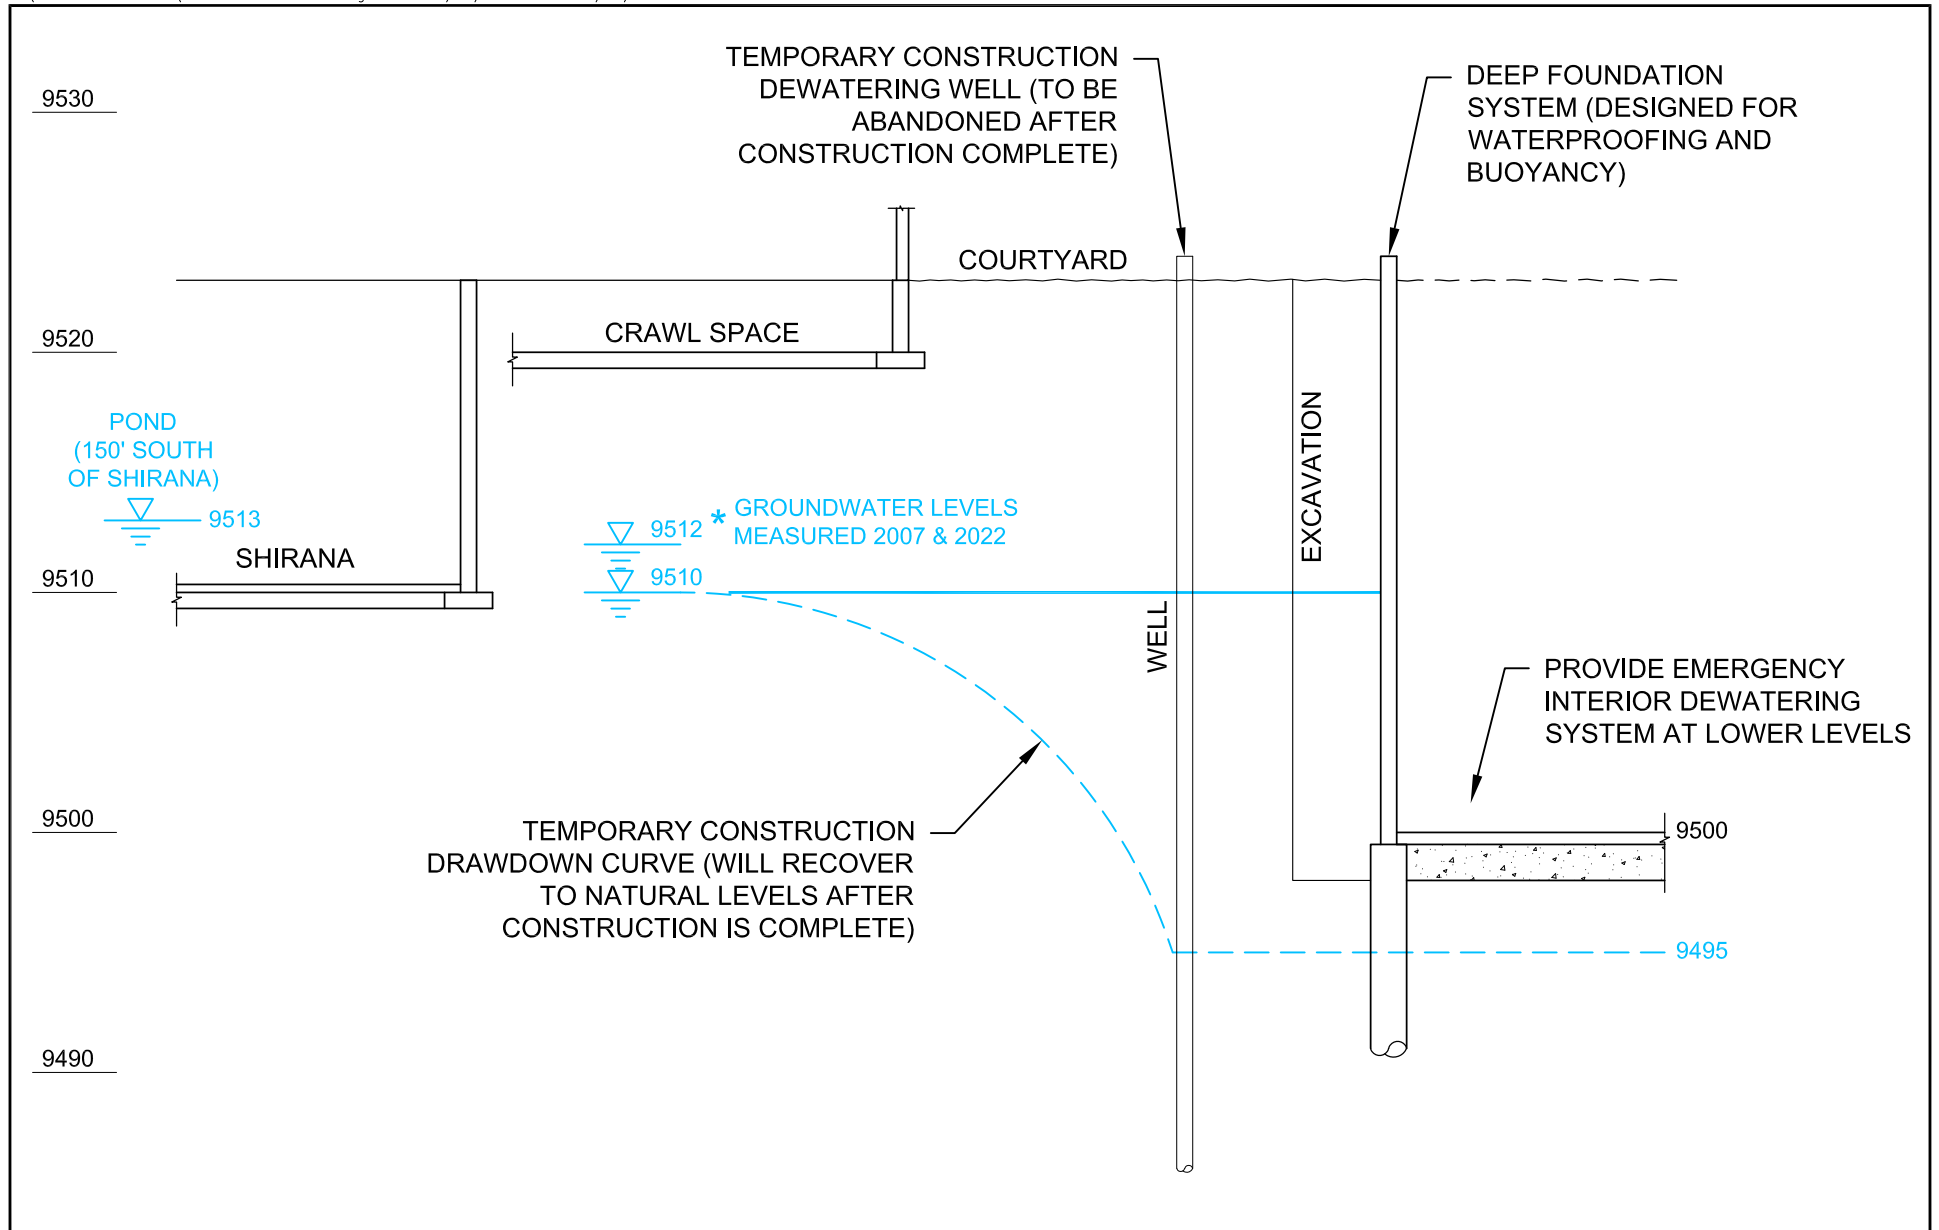 TEMPORARY CONSTRUCTION
DEWATERING WELL (TO BE
ABANDONED AFTER
CONSTRUCTION COMPLETE)
DEEP FOUNDATION
SYSTEM (DESIGNED FOR
WATERPROOFING AND
BUOYANCY)
9530
COURTYARD
9520
CRAWL SPACE
POND
(150' SOUTH
OF SHIRANA)
9513
SHIRANA
9512
* GROUNDWATER LEVELS
MEASURED 2007 & 2022
9510
9510
EXCAVATION
WELL
PROVIDE EMERGENCY
INTERIOR DEWATERING
SYSTEM AT LOWER LEVELS
9500
TEMPORARY CONSTRUCTION
DRAWDOWN CURVE (WILL RECOVER
TO NATURAL LEVELS AFTER
CONSTRUCTION IS COMPLETE)
9500
9495
9490